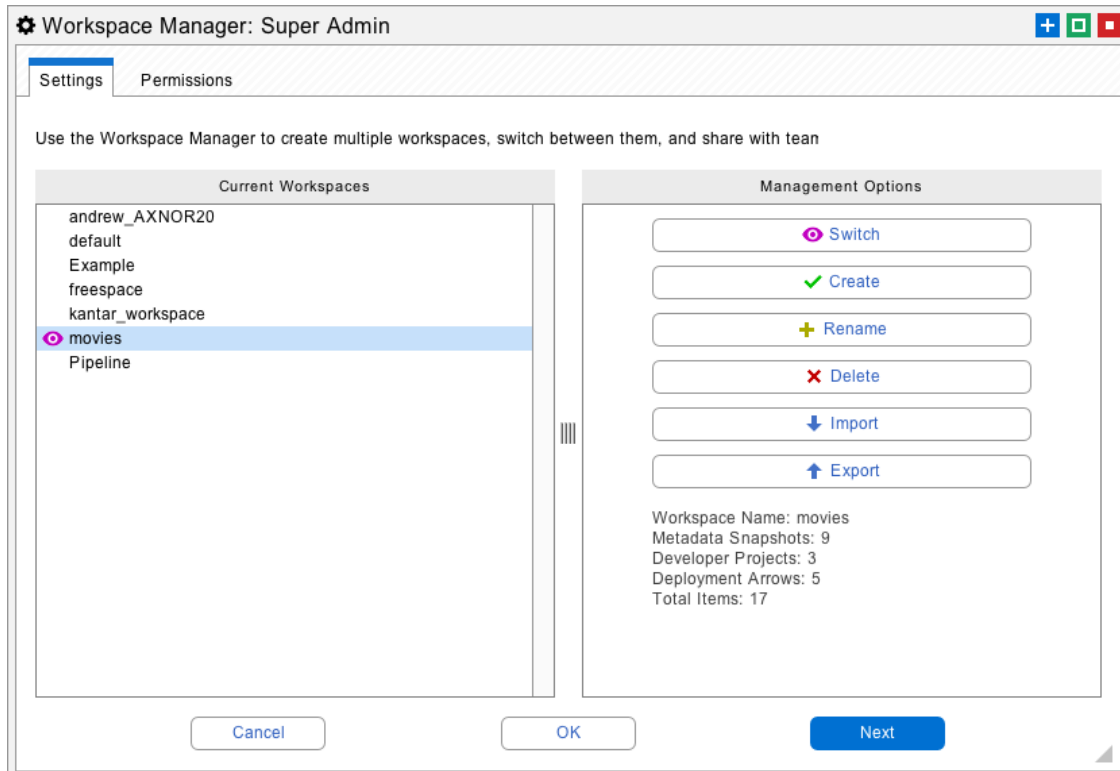 Workspace Manager: Super Admin
Settings Permissions
Use the Workspace Manager to create multiple workspaces, switch between them, and share with
Current Workspaces
andrew_AXNOR20
default
Example
freespace
kantar_workspace
movies
Pipeline
Management Options
Switch
Create
Rename
Delete
Import
Export
Workspace Name: movies
Metadata Snapshots: 9
Developer Projects: 3
Deployment Arrows: 5
Total Items: 17
Cancel OK Next